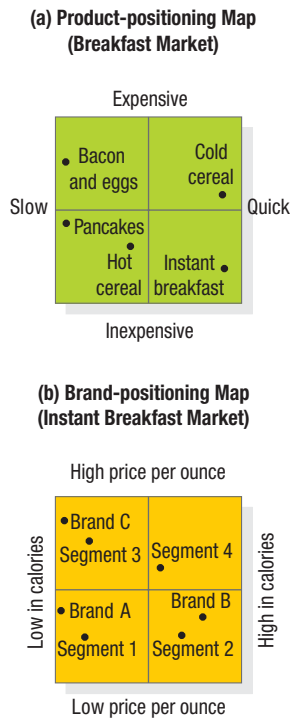 (a) Product-positioning Map
(Breakfast Market)
Expensive
Bacon
and eggs
Cold
cereal
Slow
Quick
Pancakes
Hot
cereal
Instant
breakfast
Inexpensive
(b) Brand-positioning Map
(Instant Breakfast Market)
High price per ounce
Low in calories
Brand C
Segment 3
Segment 4
High in calories
Brand A
Segment 1
Brand B
Segment 2
Low price per ounce